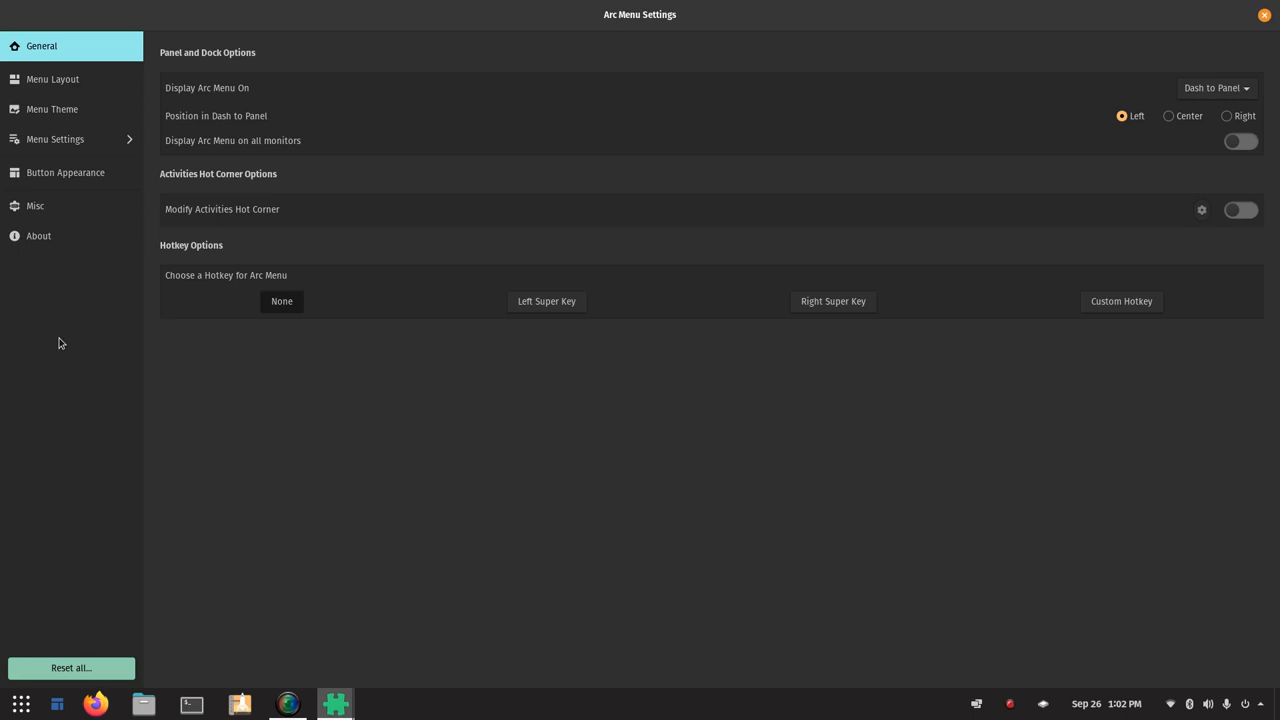 Arc Menu Settings
General
Menu Layout
Menu Theme
Menu Settings
Button Appearance
Misc
About
Reset all...
Panel and Dock Options
Display Arc Menu On
Dash to Panel
Position in Dash to Panel
Left Center Right
Display Arc Menu on all monitors
Activities Hot Corner Options
Modify Activities Hot Corner
Hotkey Options
Choose a Hotkey for Arc Menu
None Left Super Key Right Super Key Custom Hotkey
Sep 26 1:02 PM